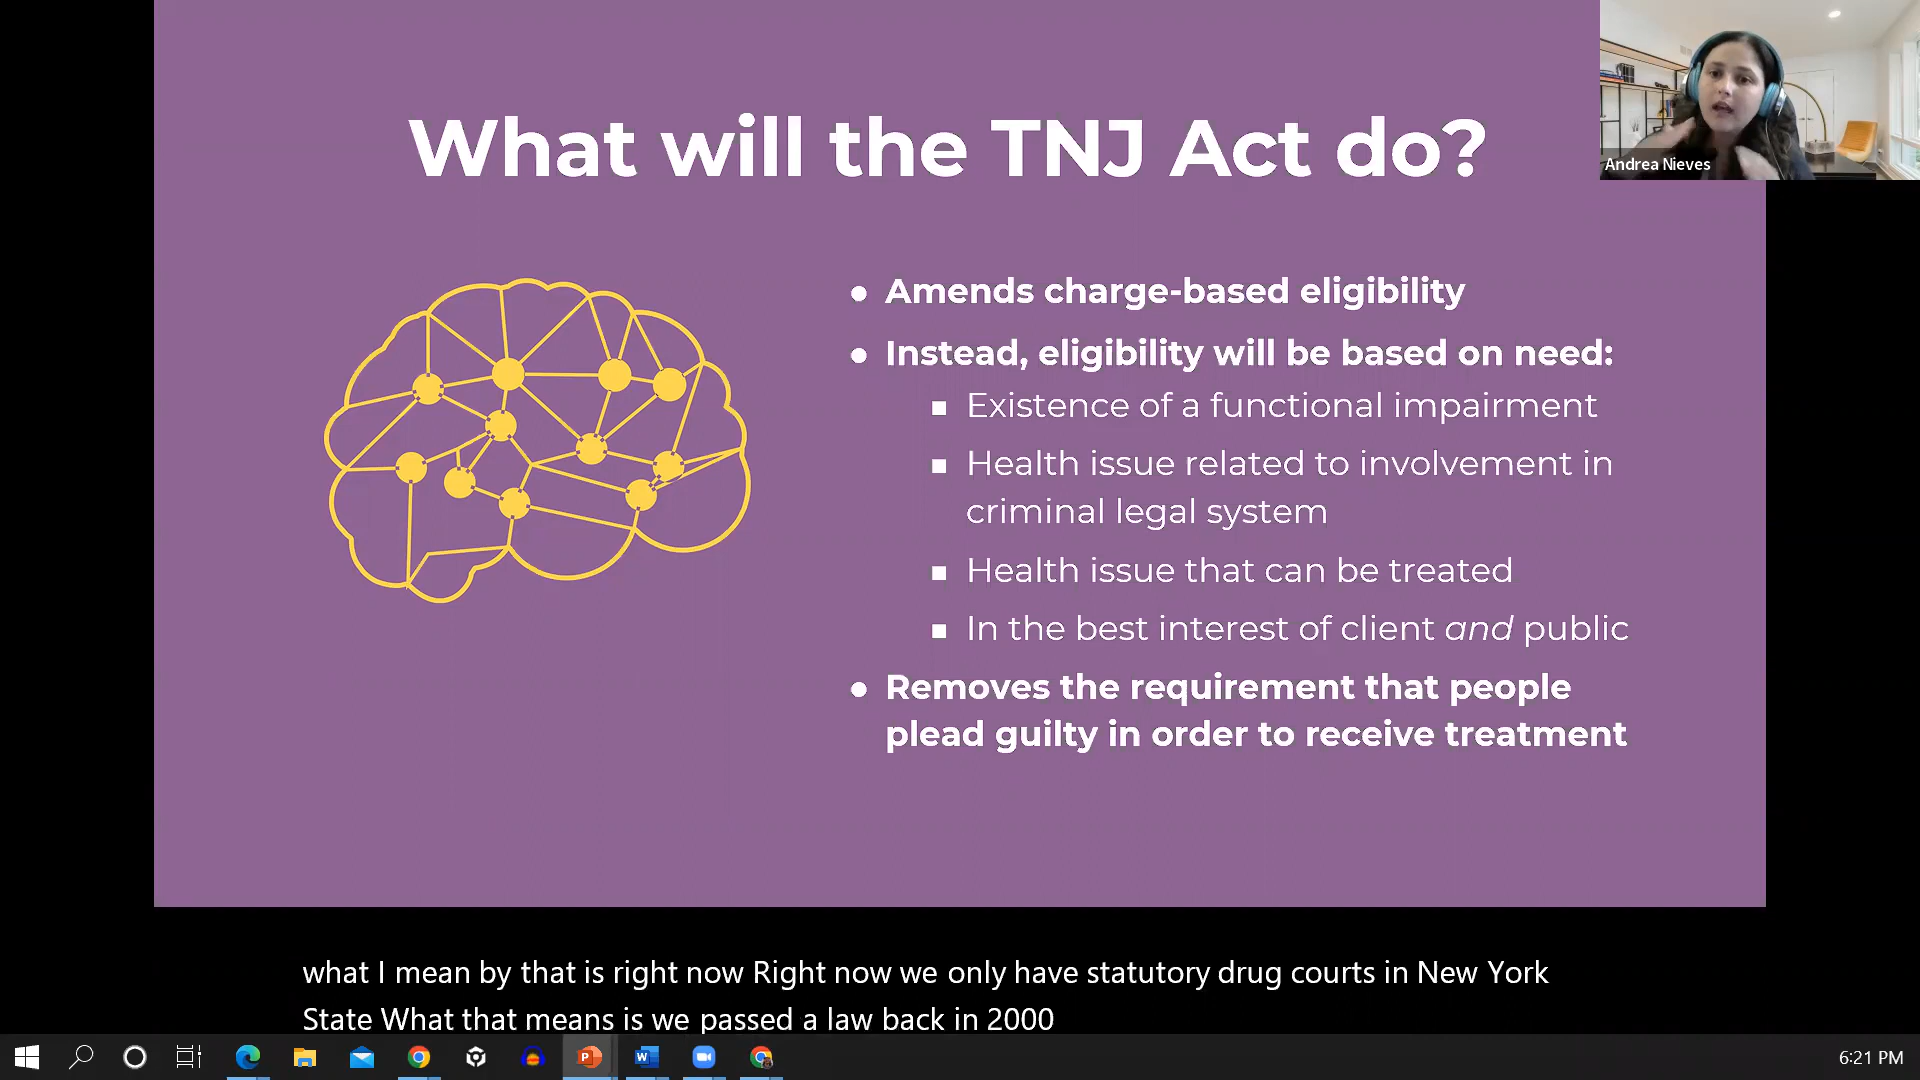 What will the TNJ Act do?
Andrea Nieves
● Amends charge-based eligibility
● Instead, eligibility will be based on need:
■ Existence of a functional impairment
■ Health issue related to involvement in
criminal legal system
■ Health issue that can be treated
■ In the best interest of client and public
● Removes the requirement that people
plead guilty in order to receive treatment
what I mean by that is right now Right now we only have statutory drug courts in New York
State What that means is we passed a law back in 2000
6:21 PM